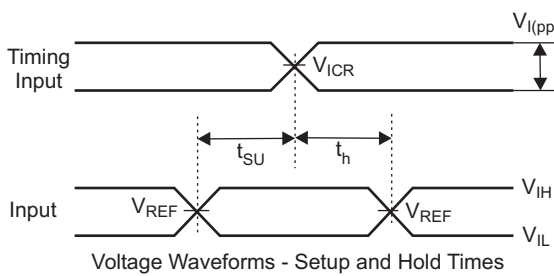 V_I(pp
Timing
Input
V_ICR
t_SU
t_h
V_IH
Input
V_REF
V_REF
V_IL
Voltage Waveforms - Setup and Hold Times